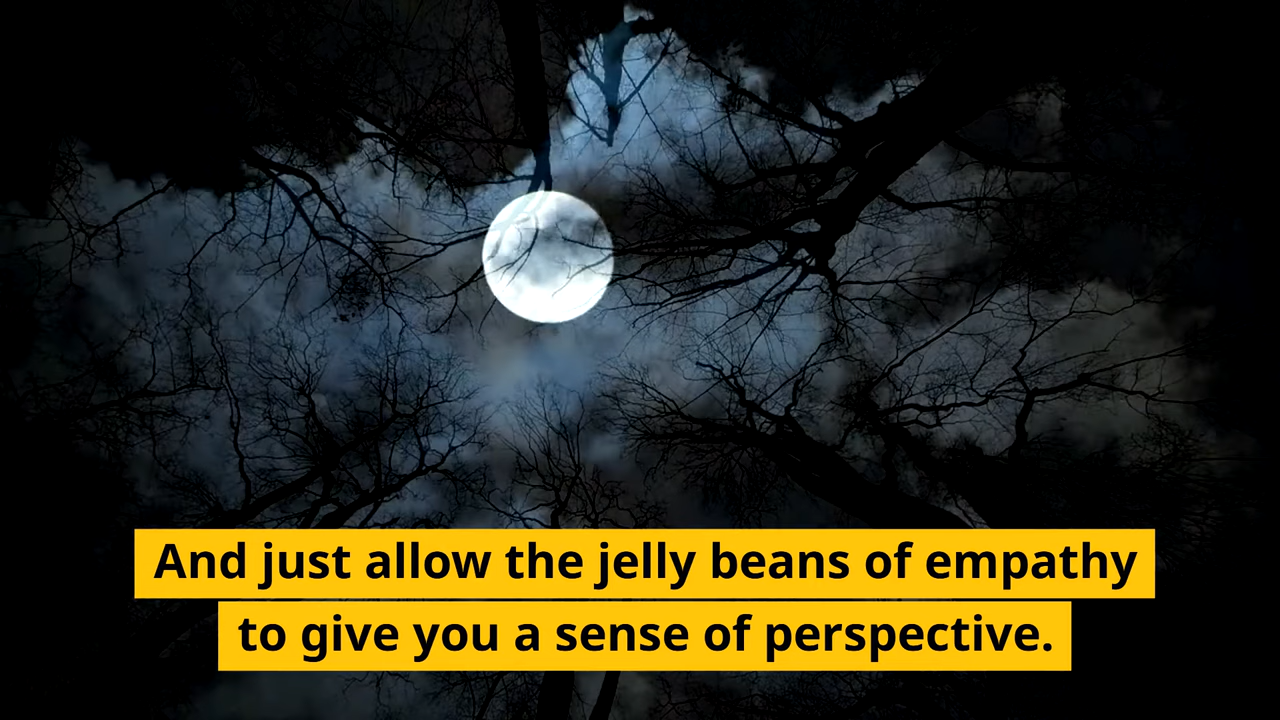 And just allow the jelly beans of empathy
to give you a sense of perspective.